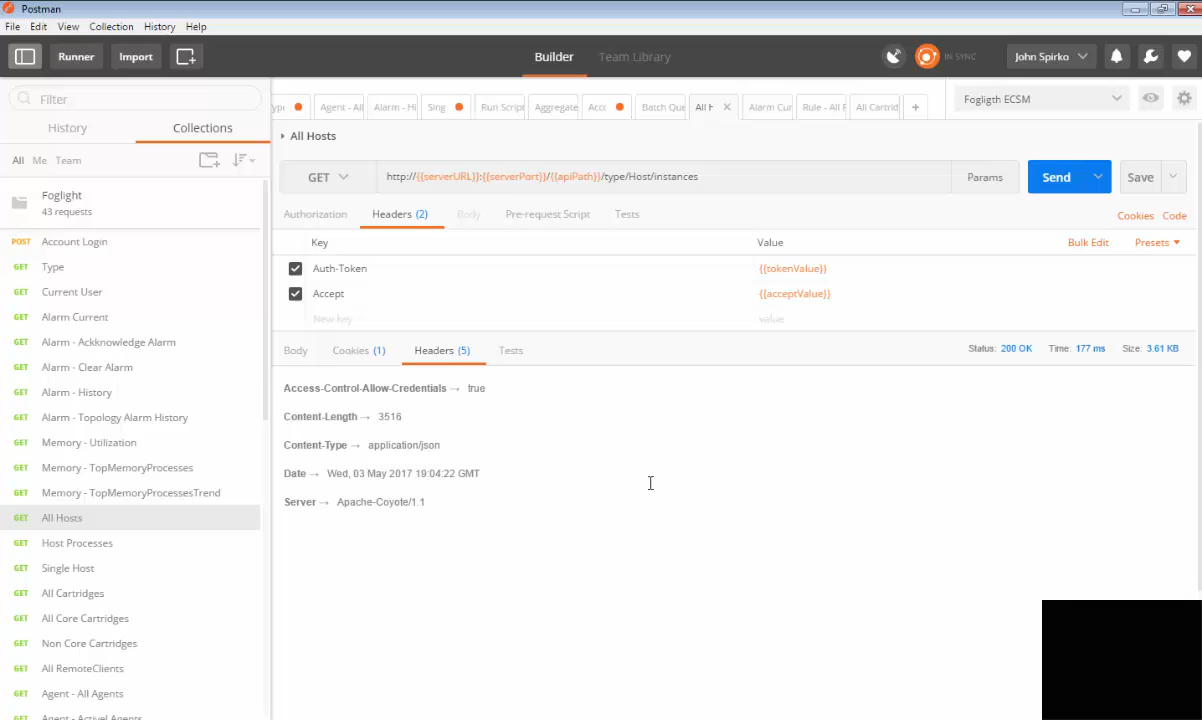 Postman
File Edit View Collection History Help
Runner Import Builder Team Library IN SYNC John Spirko
Filter
History Collections
All Me Team
Foglight
43 requests
POST Account Login
GET Type
GET Current User
GET Alarm Current
GET Alarm - Ackknowledge Alarm
GET Alarm - Clear Alarm
GET Alarm - History
GET Alarm - Topology Alarm History
GET Memory - Utilization
GET Memory - TopMemoryProcesses
GET Memory - TopMemoryProcessesTrend
GET All Hosts
GET Host Processes
GET Single Host
GET All Cartridges
GET All Core Cartridges
GET Non Core Cartridges
GET All RemoteClients
GET Agent - All Agents
GET Agent - Activel Agents
Agent - All Alarm - Hi Sing Run Script Aggregate Acco Batch Que All H Alarm Cur Rule - All F All Cartrid +
Fogligth ECSM
All Hosts
GET http://{{serverURL}}:{{serverPort}}/{{apiPath}}/type/Host/instances Params Send Save
Authorization Headers (2) Body Pre-request Script Tests Cookies Code
Key Value Bulk Edit Presets
Auth-Token {{tokenValue}}
Accept {{acceptValue}}
New key value
Body Cookies (1) Headers (5) Tests Status: 200 OK Time: 177 ms Size: 3.61 KB
Access-Control-Allow-Credentials → true
Content-Length → 3516
Content-Type → application/json
Date → Wed, 03 May 2017 19:04:22 GMT
Server → Apache-Coyote/1.1